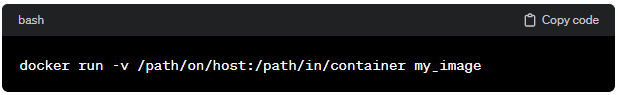 bash
Copy code
docker run -v /path/on/host:/path/in/container my_image